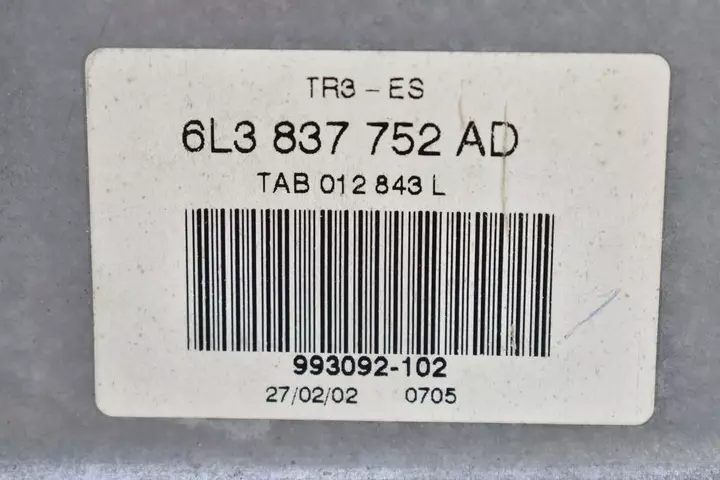 TR3 - ES
6L3 837 752 AD
TAB 012 843 L
993092-102
27/02/02 0705